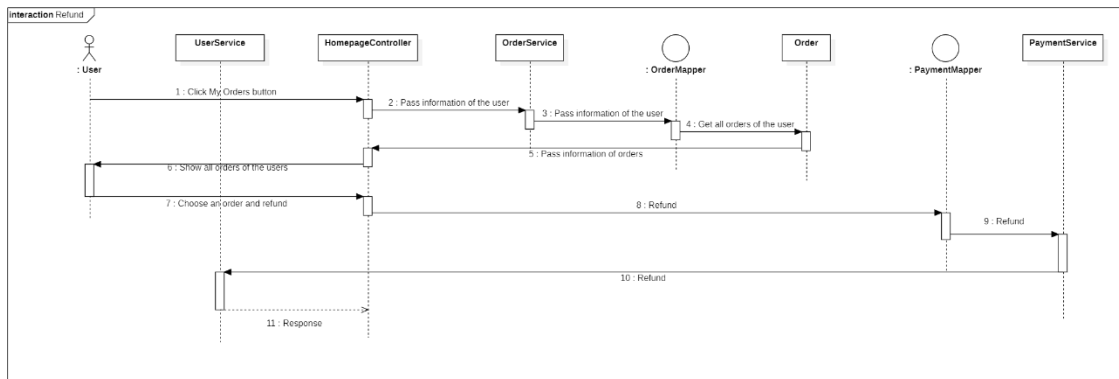 interaction Refund
UserService
HomepageController
OrderService
Order
PaymentService
: User
: OrderMapper
: PaymentMapper
1 : Click My Orders button
2 : Pass information of the user
3 : Pass information of the user
4 : Get all orders of the user
5 : Pass information of orders
6 : Show all orders of the users
7 : Choose an order and refund
8 : Refund
9 : Refund
10 : Refund
11 : Response